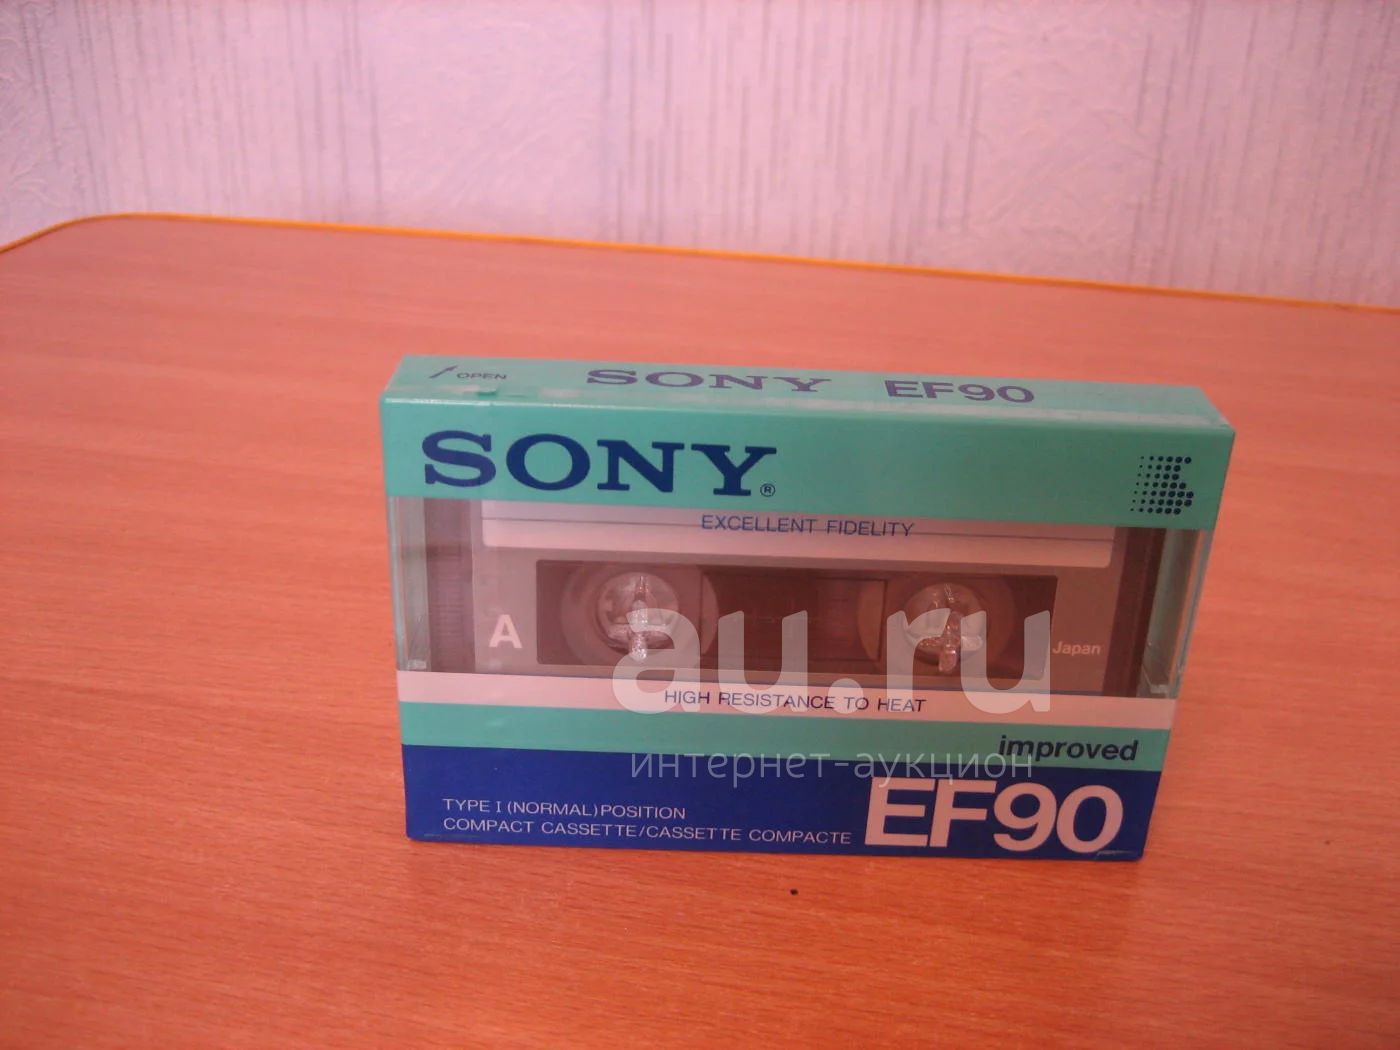 OPEN SONY EF90
SONY®
EXCELLENT FIDELITY
A
Japan
au.ru
HIGH RESISTANCE TO HEAT
improved
интернет-аукцион
EF90
TYPE I (NORMAL) POSITION
COMPACT CASSETTE/CASSETTE COMPACTE